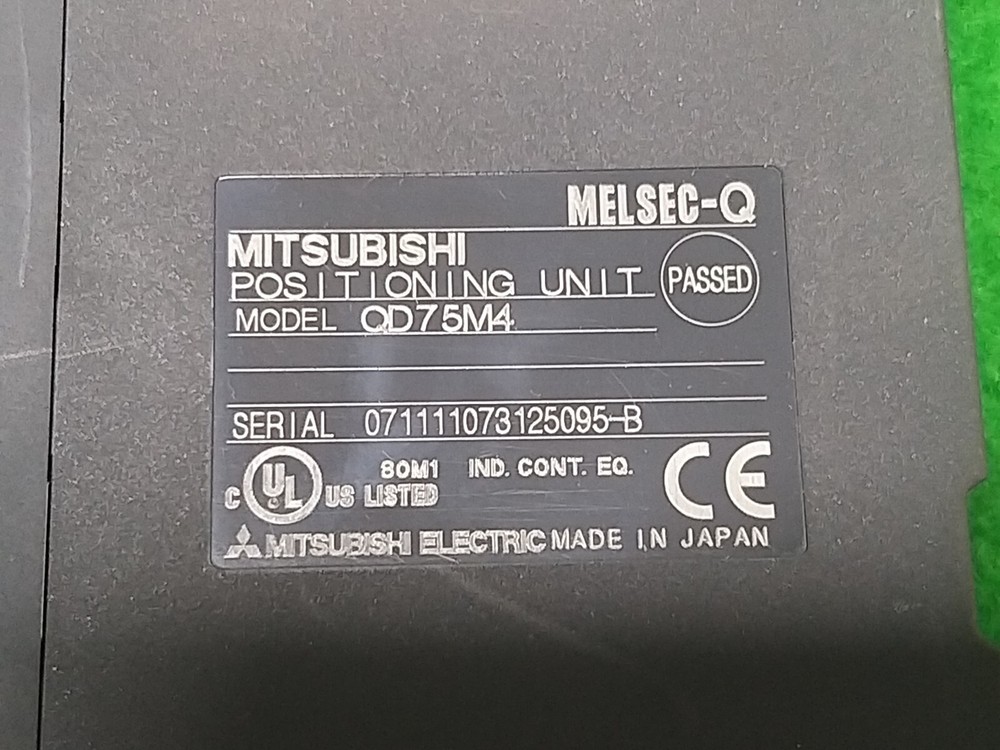 MELSEC-Q
MITSUBISHI
POSITIONING UNIT
PASSED
MODEL QD75M4
SERIAL 071111073125095-B
C UL US LISTED
80M1 IND. CONT. EQ.
CE
MITSUBISHI ELECTRIC MADE IN JAPAN